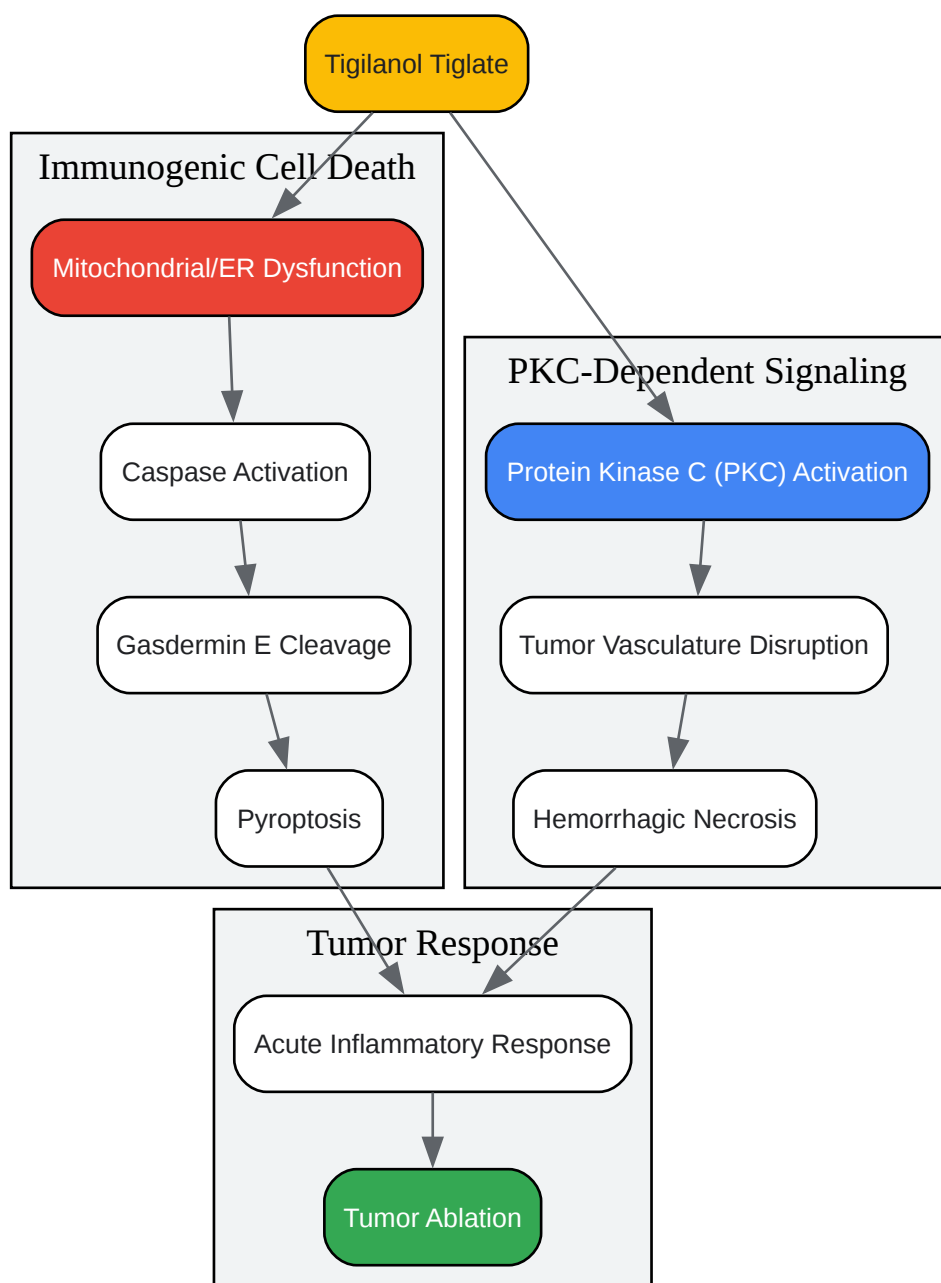 Tigilanol Tiglate
Immunogenic Cell Death
Mitochondrial/ER Dysfunction
Caspase Activation
Gasdermin E Cleavage
Pyroptosis
PKC-Dependent Signaling
Protein Kinase C (PKC) Activation
Tumor Vasculature Disruption
Hemorrhagic Necrosis
Tumor Response
Acute Inflammatory Response
Tumor Ablation